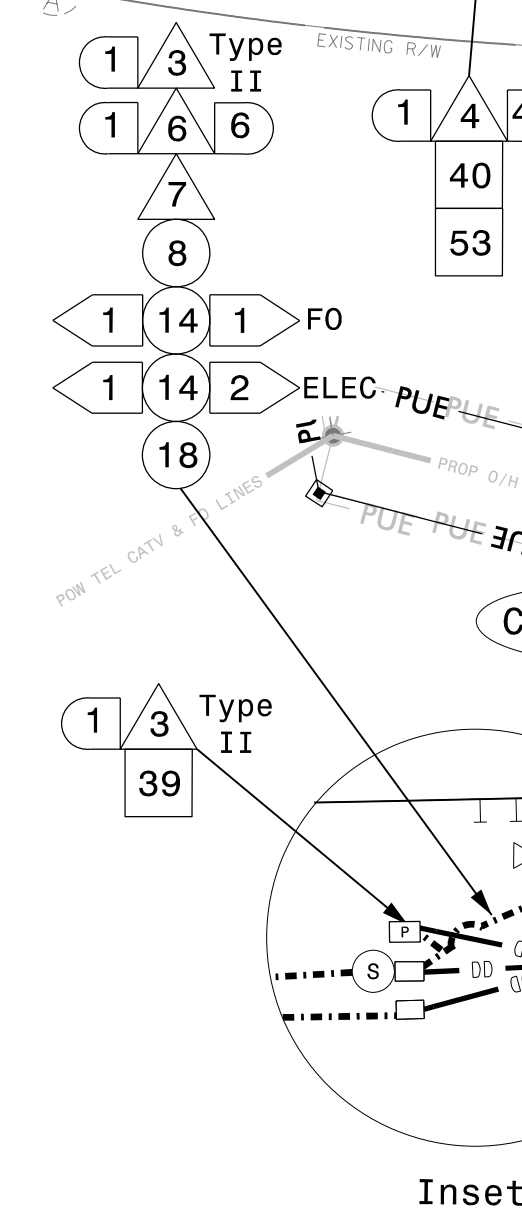 EXISTING R/W
1 3 Type II
1 6 6
7
8
1 14 1 FO
1 14 2 ELEC
18
1 4 4
40
53
PUE PUE
PROP O/H
PUE PUE
POW TEL CATV & FO LINES
C
1 3 Type II
39
P
S DD
Inset